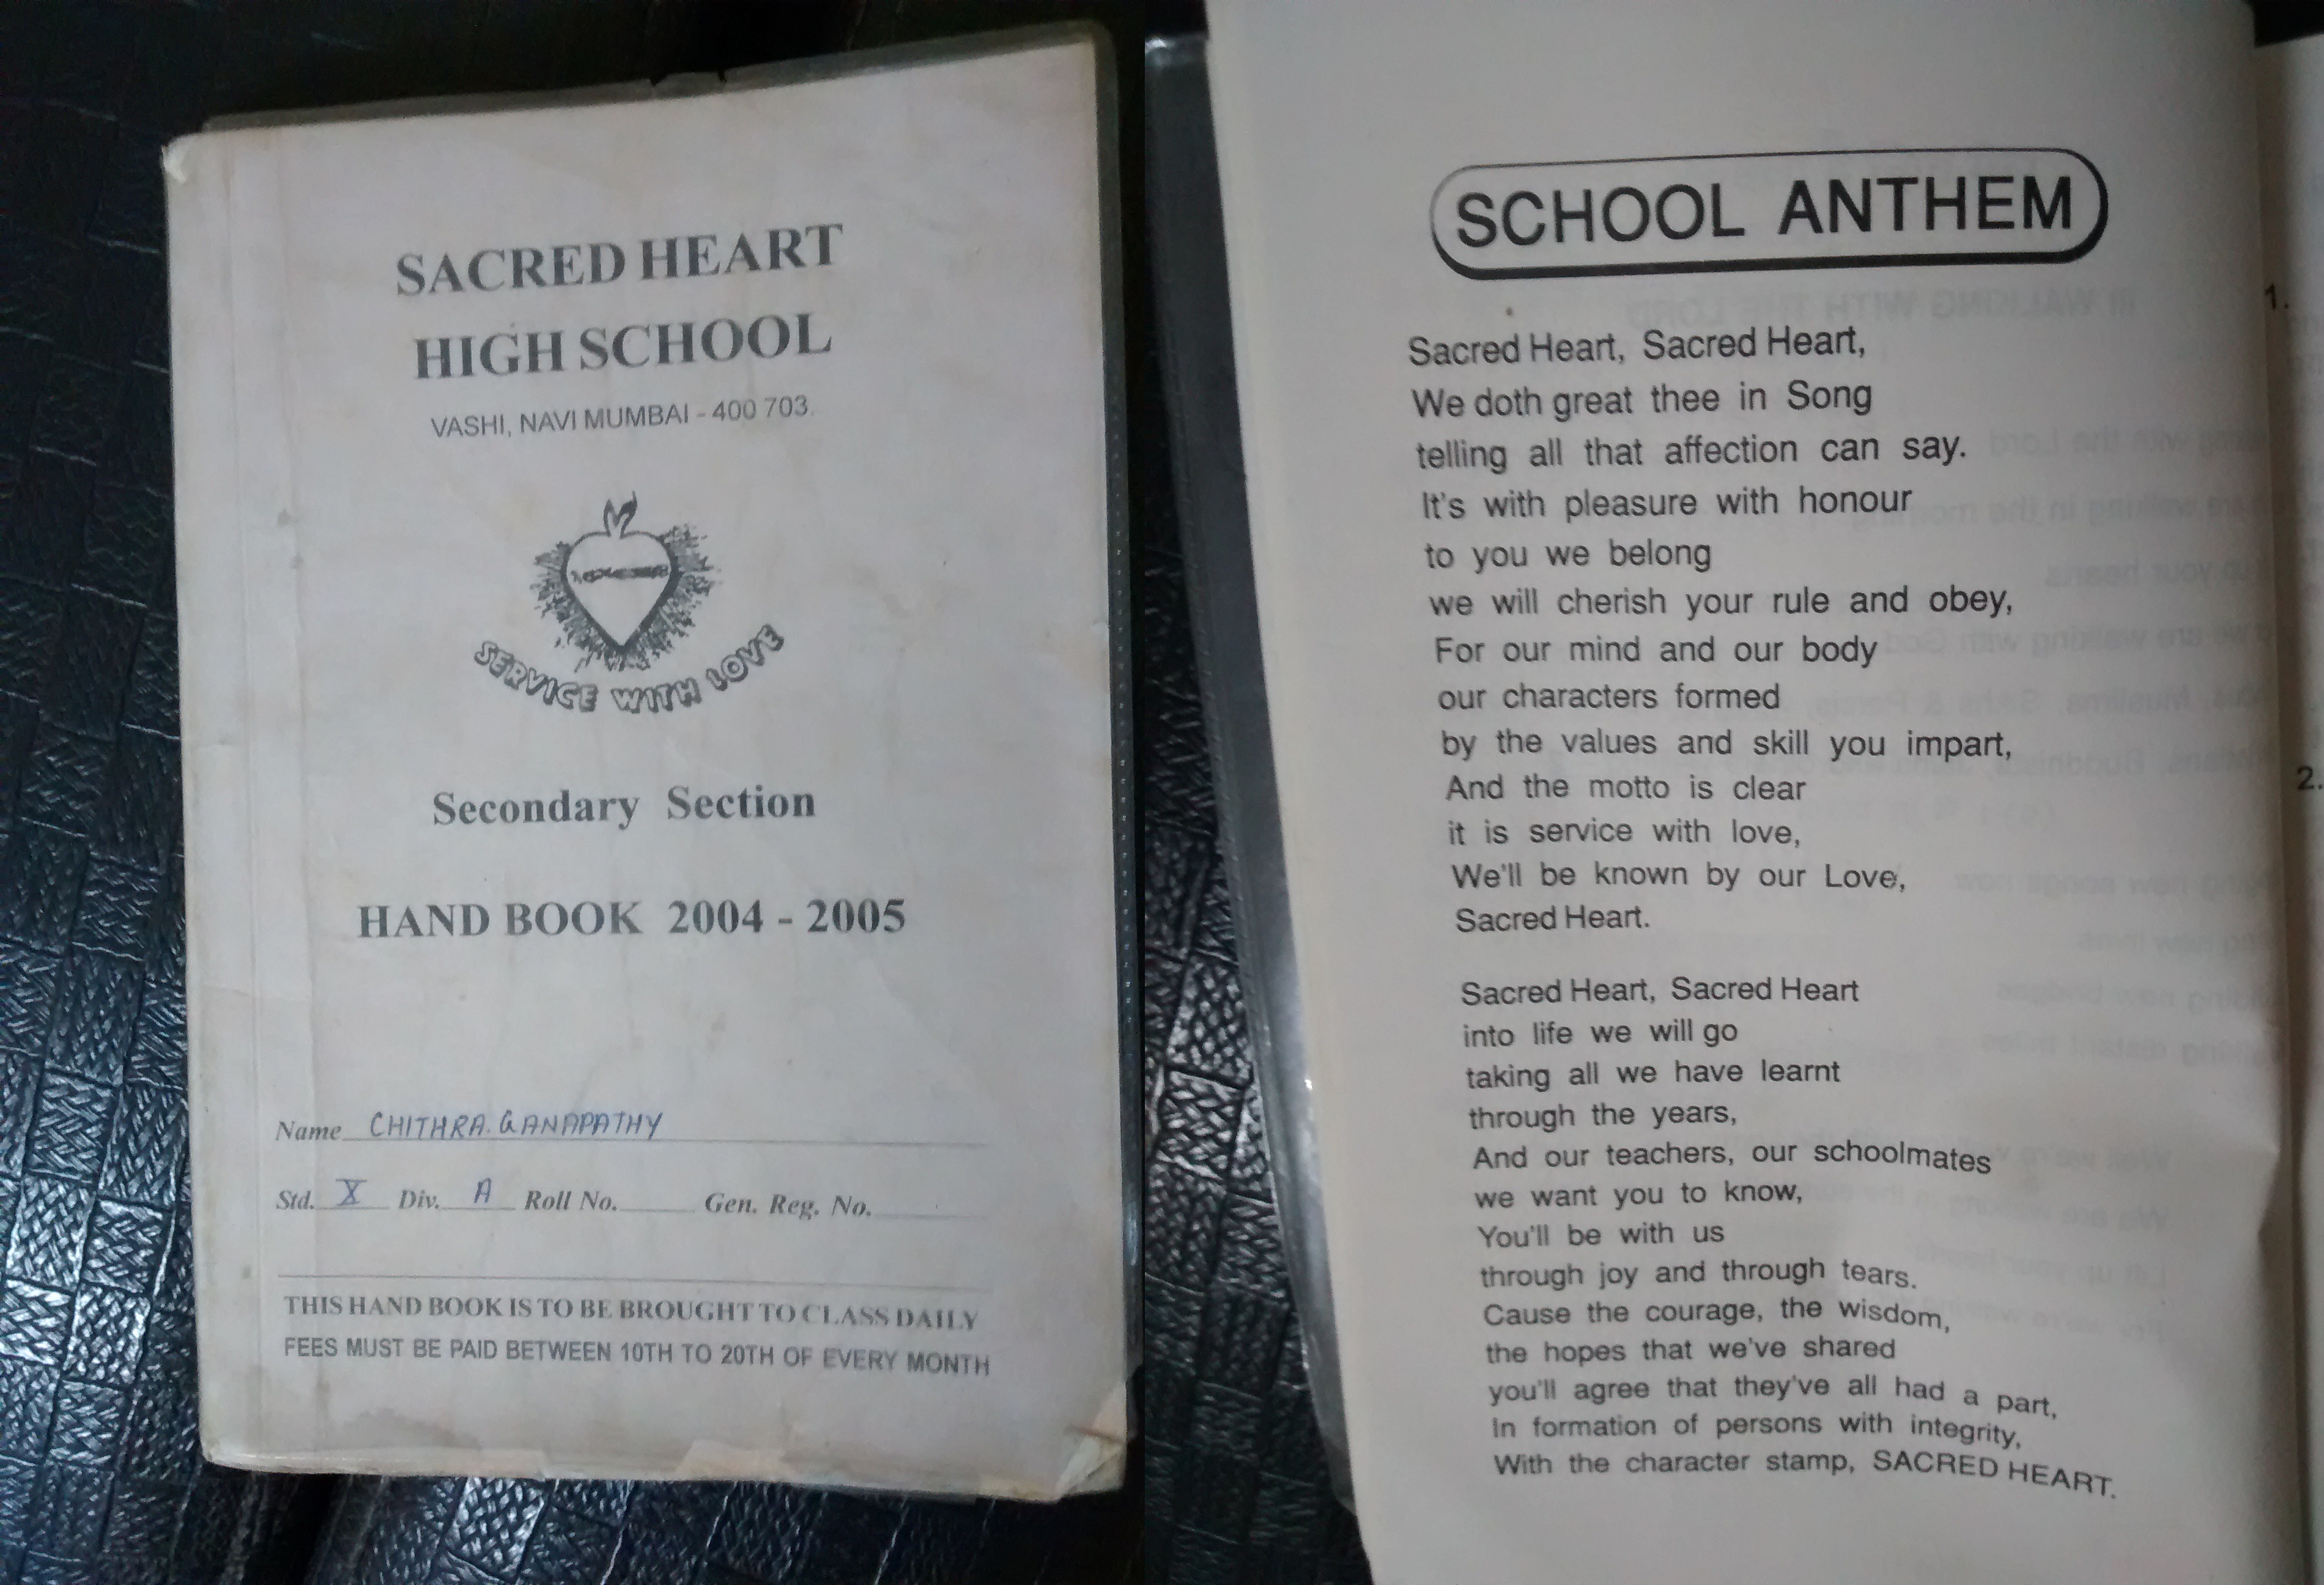 SACRED HEART
HIGH SCHOOL
VASHI, NAVI MUMBAI - 400 703.
SERVICE WITH LOVE
Secondary Section
HAND BOOK 2004 - 2005
Name CHITHRA. GANAPATHY
Std. X Div. A Roll No. Gen. Reg. No.
THIS HAND BOOK IS TO BE BROUGHT TO CLASS DAILY
FEES MUST BE PAID BETWEEN 10TH TO 20TH OF EVERY MONTH
SCHOOL ANTHEM
Sacred Heart, Sacred Heart,
We doth great thee in Song
telling all that affection can say.
It's with pleasure with honour
to you we belong
we will cherish your rule and obey,
For our mind and our body
our characters formed
by the values and skill you impart,
And the motto is clear
it is service with love,
We'll be known by our Love,
Sacred Heart.
Sacred Heart, Sacred Heart
into life we will go
taking all we have learnt
through the years,
And our teachers, our schoolmates
we want you to know,
You'll be with us
through joy and through tears.
Cause the courage, the wisdom,
the hopes that we've shared
you'll agree that they've all had a part,
In formation of persons with integrity,
With the character stamp, SACRED HEART.
1.
2.